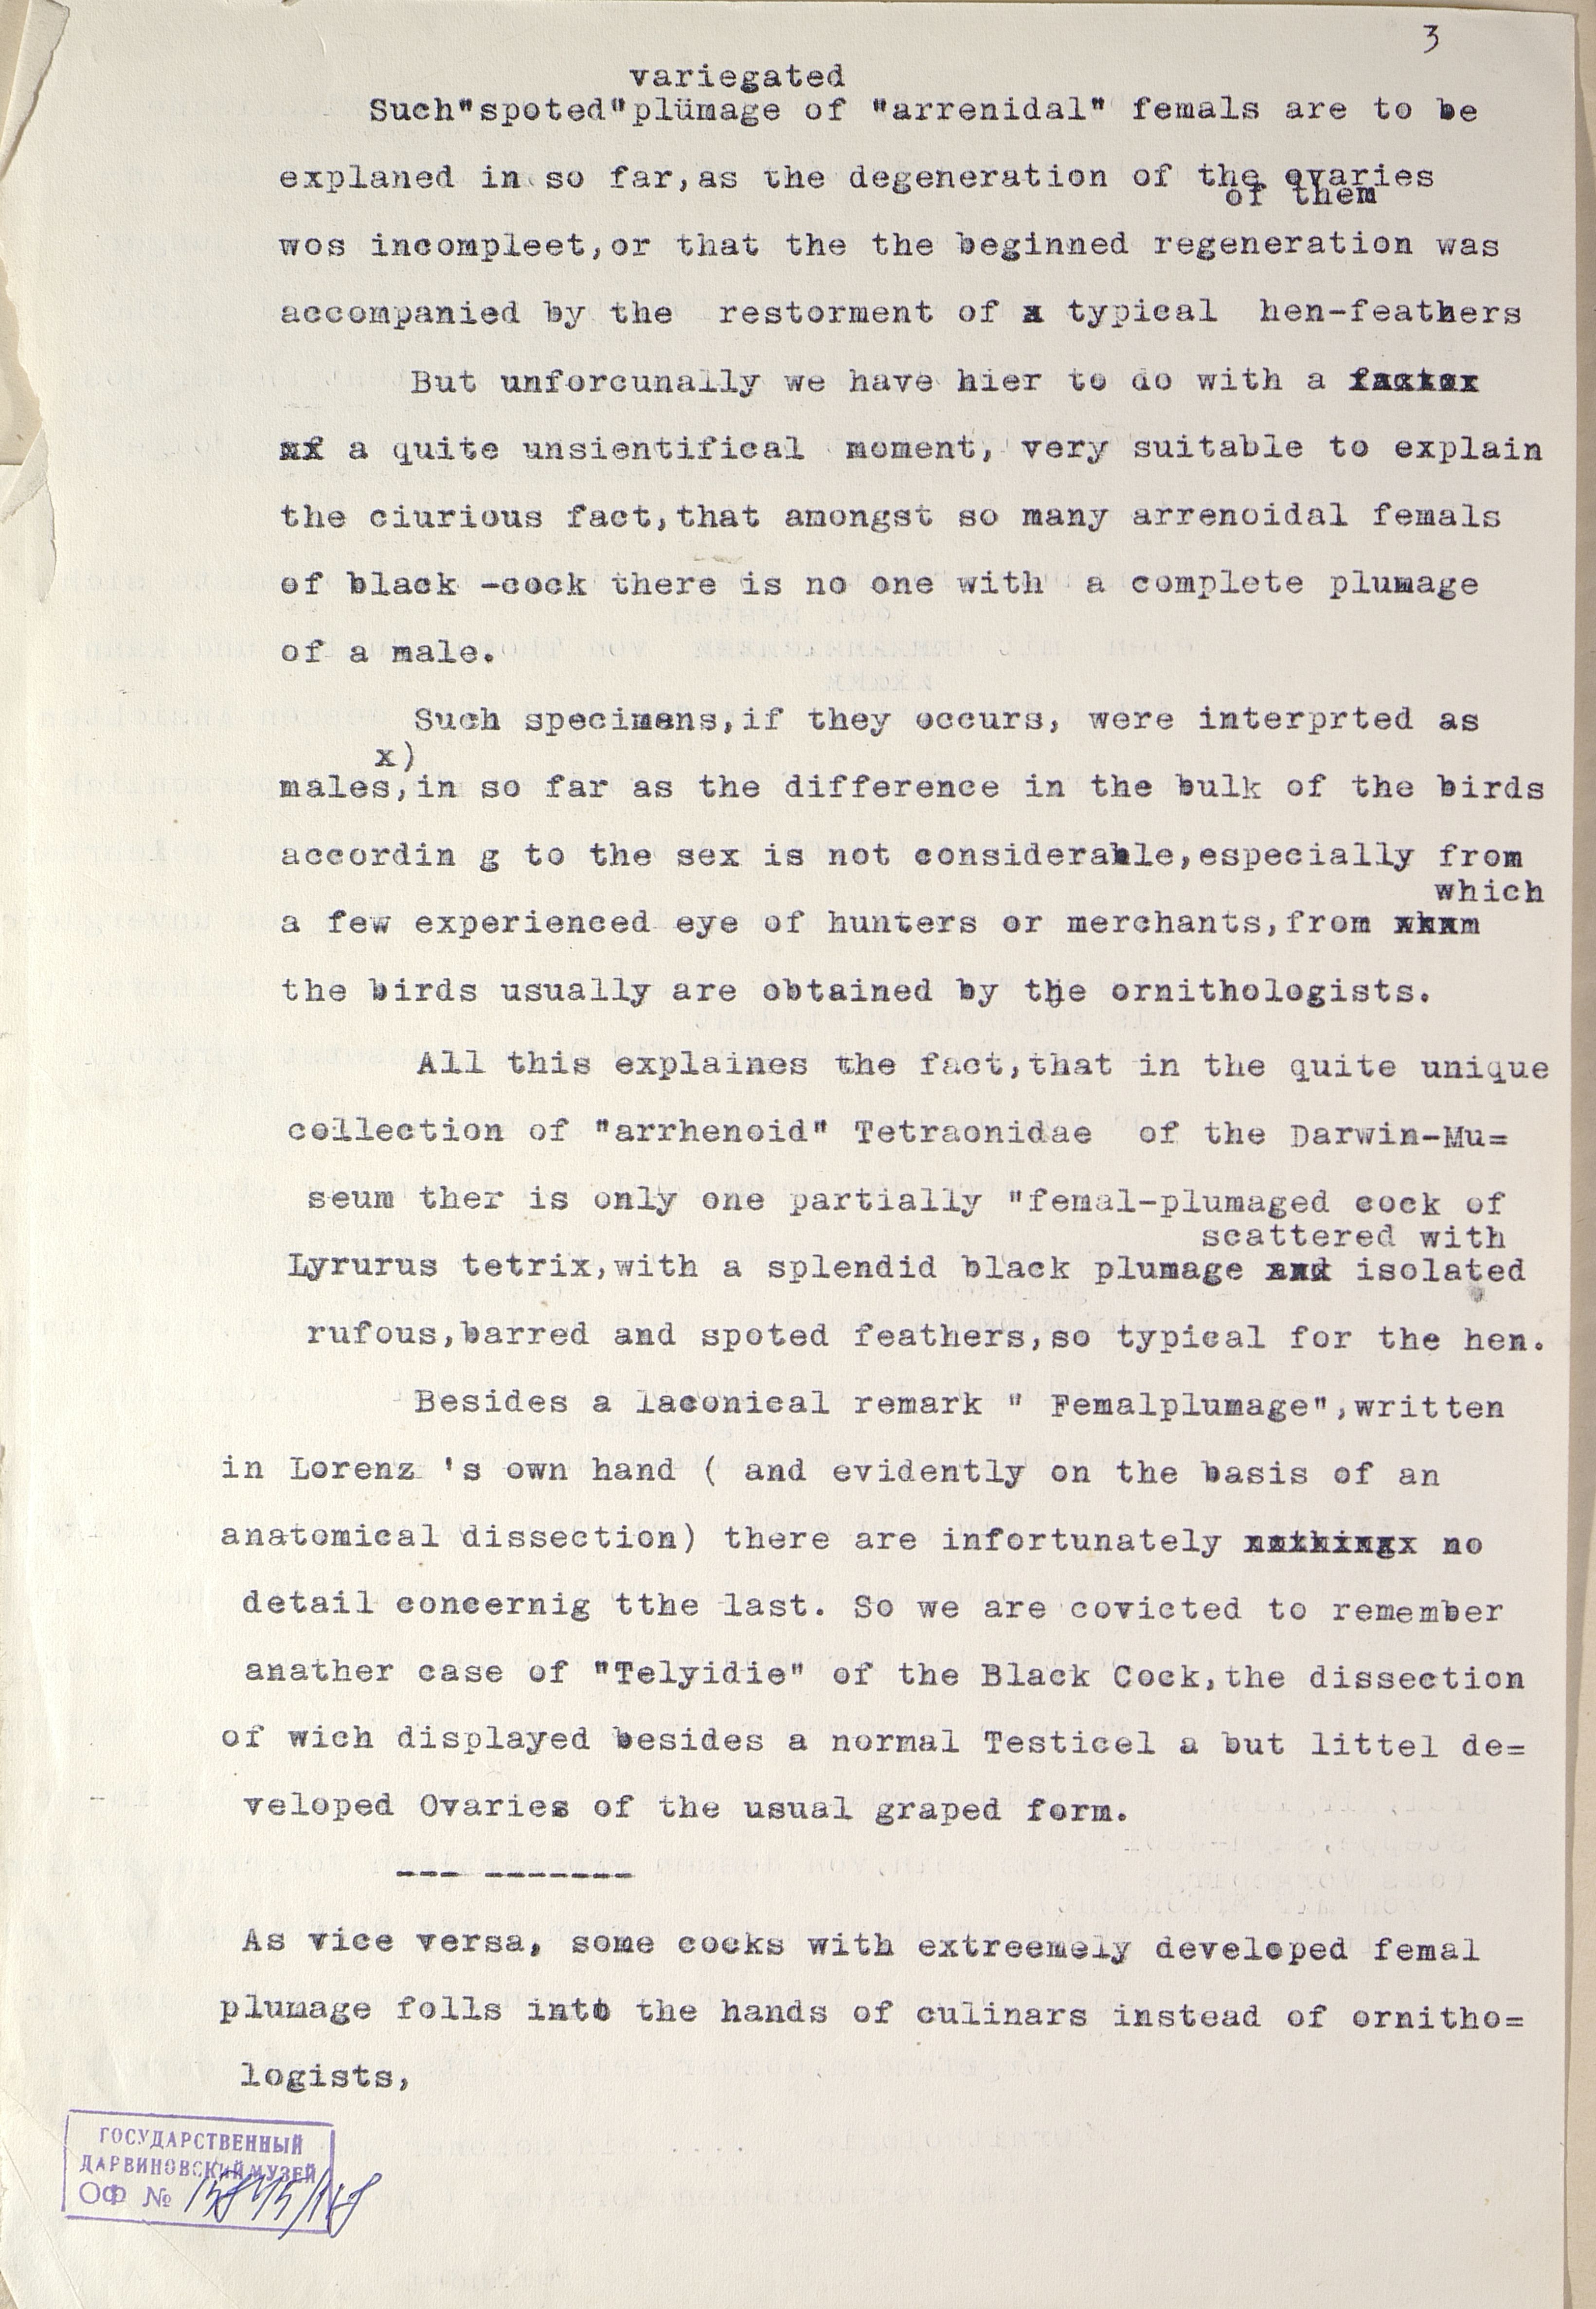 3
variegated
Such"spoted"plümage of "arrenidal" femals are to be
explaned in so far,as the degeneration of the ovaries
of them
wos incompleet,or that the the beginned regeneration was
accompanied by the restorment of x typical hen-feathers
But unforcunally we have hier to do with a
a quite unsientifical moment, very suitable to explain
the ciurious fact,that amongst so many arrenoidal femals
of black -cock there is no one with a complete plumage
of a male.
Such specimens,if they occurs, were interprted as
x)
males,in so far as the difference in the bulk of the birds
accordin g to the sex is not considerable,especially from
which
a few experienced eye of hunters or merchants,from
the birds usually are obtained by the ornithologists.
All this explaines the fact,that in the quite unique
collection of "arrhenoid" Tetraonidae of the Darwin-Mu=
seum ther is only one partially "femal-plumaged cock of
scattered with
Lyrurus tetrix,with a splendid black plumage and isolated
rufous,barred and spoted feathers,so typical for the hen.
Besides a laconical remark " Femalplumage",written
in Lorenz 's own hand ( and evidently on the basis of an
anatomical dissection) there are infortunately nothingx no
detail concernig tthe last. So we are covicted to remember
anather case of "Telyidie" of the Black Cock,the dissection
of wich displayed besides a normal Testicel a but littel de=
veloped Ovaries of the usual graped form.
--- -------
As vice versa, some cocks with extreemely developed femal
plumage folls into the hands of culinars instead of ornitho=
logists,
ГОСУДАРСТВЕННЫЙ
ДАРВИНОВСКИЙ МУЗЕЙ
ОФ №